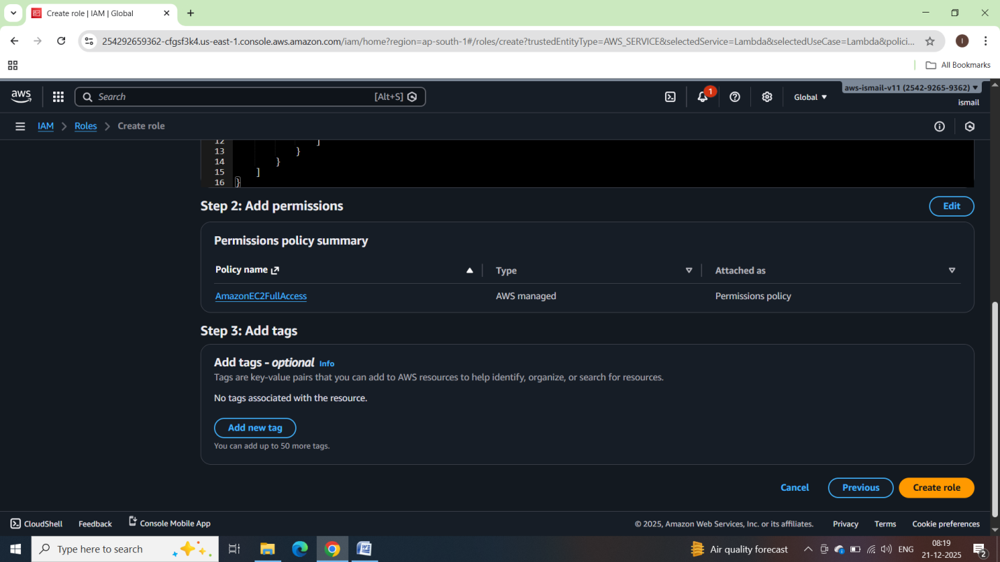 Create role | IAM | Global
254292659362-cfgsf3k4.us-east-1.console.aws.amazon.com/iam/home?region=ap-south-1#/roles/create?trustedEntityType=AWS_SERVICE&selectedService=Lambda&selectedUseCase=Lambda&polici...
I
All Bookmarks
aws
Search
[Alt+S]
1
Global
aws-ismail-v11 (2542-9265-9362)
ismail
IAM
Roles
Create role
12 ]
13 }
14 }
15 ]
16 }
Step 2: Add permissions
Edit
Permissions policy summary
Policy name
Type
Attached as
AmazonEC2FullAccess
AWS managed
Permissions policy
Step 3: Add tags
Add tags - optional Info
Tags are key-value pairs that you can add to AWS resources to help identify, organize, or search for resources.
No tags associated with the resource.
Add new tag
You can add up to 50 more tags.
Cancel
Previous
Create role
CloudShell
Feedback
Console Mobile App
© 2025, Amazon Web Services, Inc. or its affiliates.
Privacy
Terms
Cookie preferences
Type here to search
Air quality forecast
ENG
08:19
21-12-2025
2